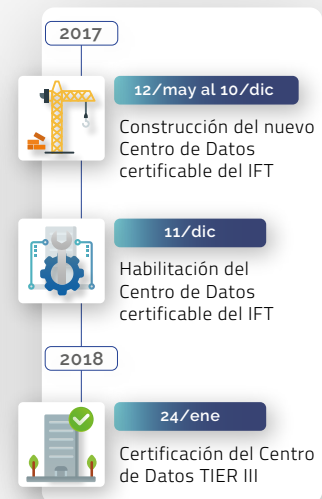 2017
12/may al 10/dic
Construcción del nuevo
Centro de Datos
certificable del IFT
11/dic
Habilitación del
Centro de Datos
certificable del IFT
2018
24/ene
Certificación del Centro
de Datos TIER III